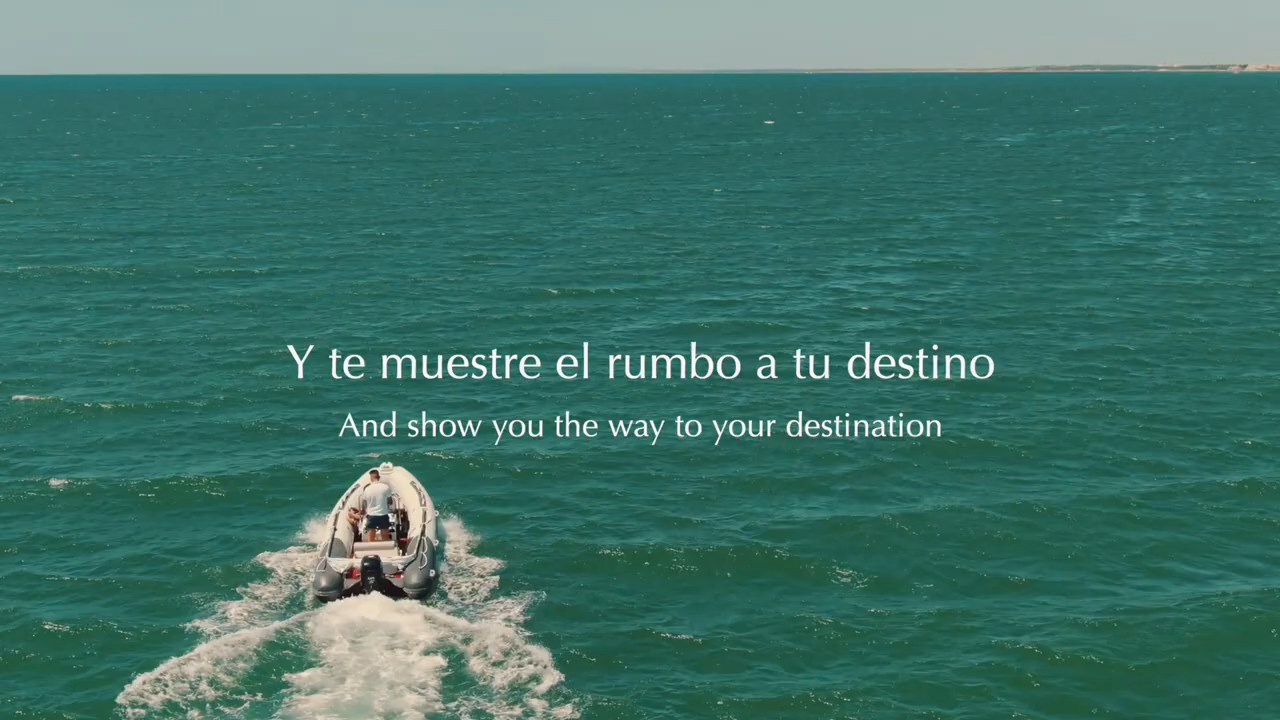 Y te muestre el rumbo a tu destino
And show you the way to your destination